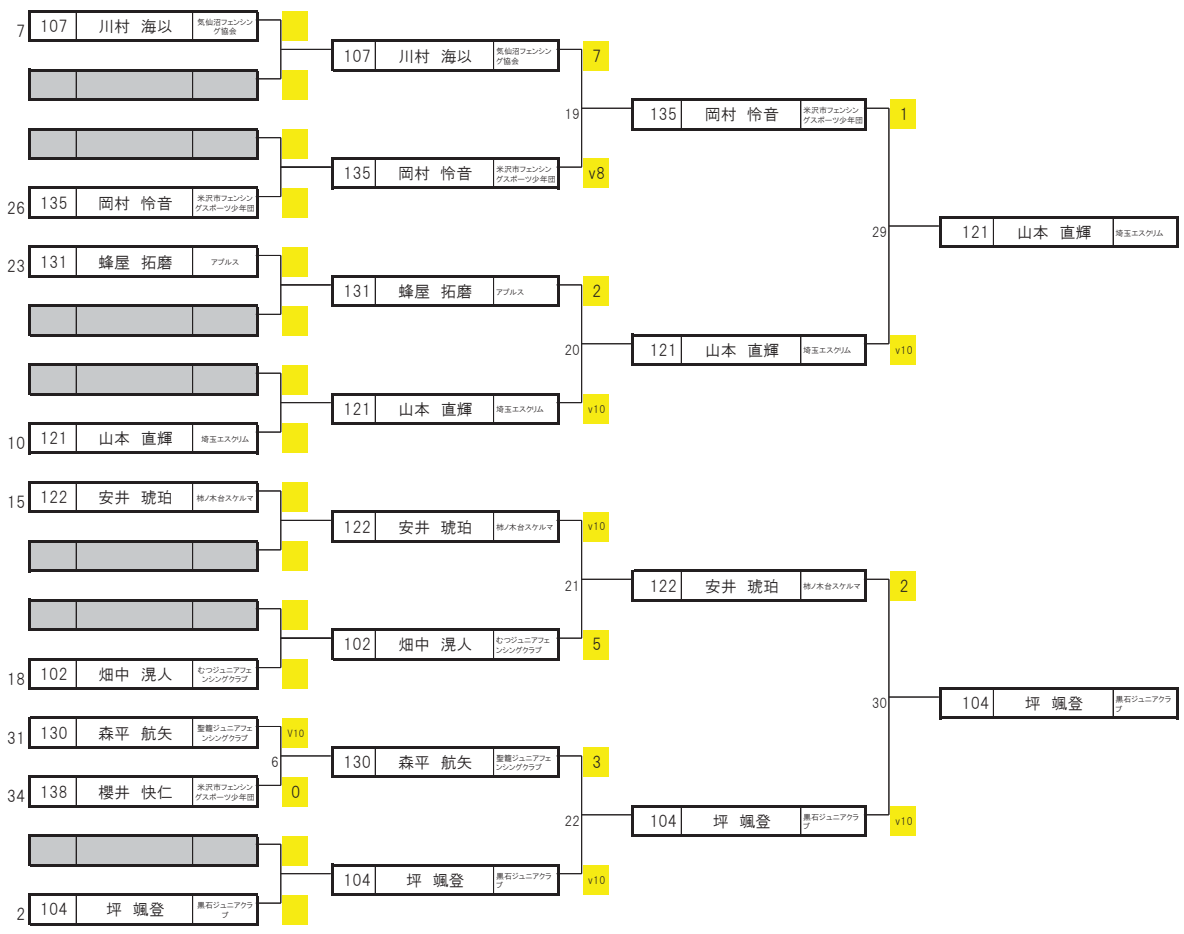 7 107 川村 海以 気仙沼フェンシン
グ協会
107 川村 海以 気仙沼フェンシン
グ協会
7
19
135 岡村 怜音 米沢市フェンシン
グスポーツ少年団
1
135 岡村 怜音 米沢市フェンシン
グスポーツ少年団
v8
26 135 岡村 怜音 米沢市フェンシン
グスポーツ少年団
29
121 山本 直輝 埼玉エスクリム
23 131 蜂屋 拓磨 アプルス
131 蜂屋 拓磨 アプルス
2
20
121 山本 直輝 埼玉エスクリム
v10
121 山本 直輝 埼玉エスクリム
v10
10 121 山本 直輝 埼玉エスクリム
15 122 安井 琥珀 柿ノ木台スケルマ
122 安井 琥珀 柿ノ木台スケルマ
v10
21
122 安井 琥珀 柿ノ木台スケルマ
2
102 畑中 滉人 むつジュニアフェ
ンシングクラブ
5
18 102 畑中 滉人 むつジュニアフェ
ンシングクラブ
30
104 坪 颯登 黒石ジュニアクラ
ブ
31 130 森平 航矢 聖籠ジュニアフェ
ンシングクラブ
V10
6
130 森平 航矢 聖籠ジュニアフェ
ンシングクラブ
3
34 138 櫻井 快仁 米沢市フェンシン
グスポーツ少年団
0
22
104 坪 颯登 黒石ジュニアクラ
ブ
v10
104 坪 颯登 黒石ジュニアクラ
ブ
v10
2 104 坪 颯登 黒石ジュニアクラ
ブ